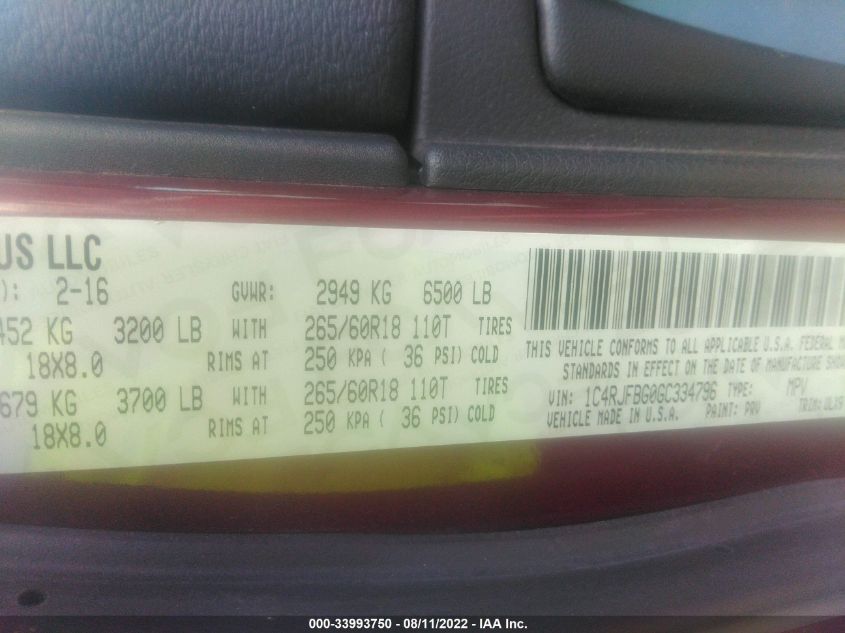 US LLC
): 2-16 GVWR: 2949 KG 6500 LB
452 KG 3200 LB WITH 265/60R18 110T TIRES
18X8.0 RIMS AT 250 KPA ( 36 PSI) COLD
679 KG 3700 LB WITH 265/60R18 110T TIRES
18X8.0 RIMS AT 250 KPA ( 36 PSI) COLD
THIS VEHICLE CONFORMS TO ALL APPLICABLE U.S.A. FEDERAL M
STANDARDS IN EFFECT ON THE DATE OF MANUFACTURE SHO
VIN: 1C4RJFBG0GC334796 TYPE: MPV
VEHICLE MADE IN U.S.A. PAINT: PRV TRIM:
000-33993750 - 08/11/2022 - IAA Inc.